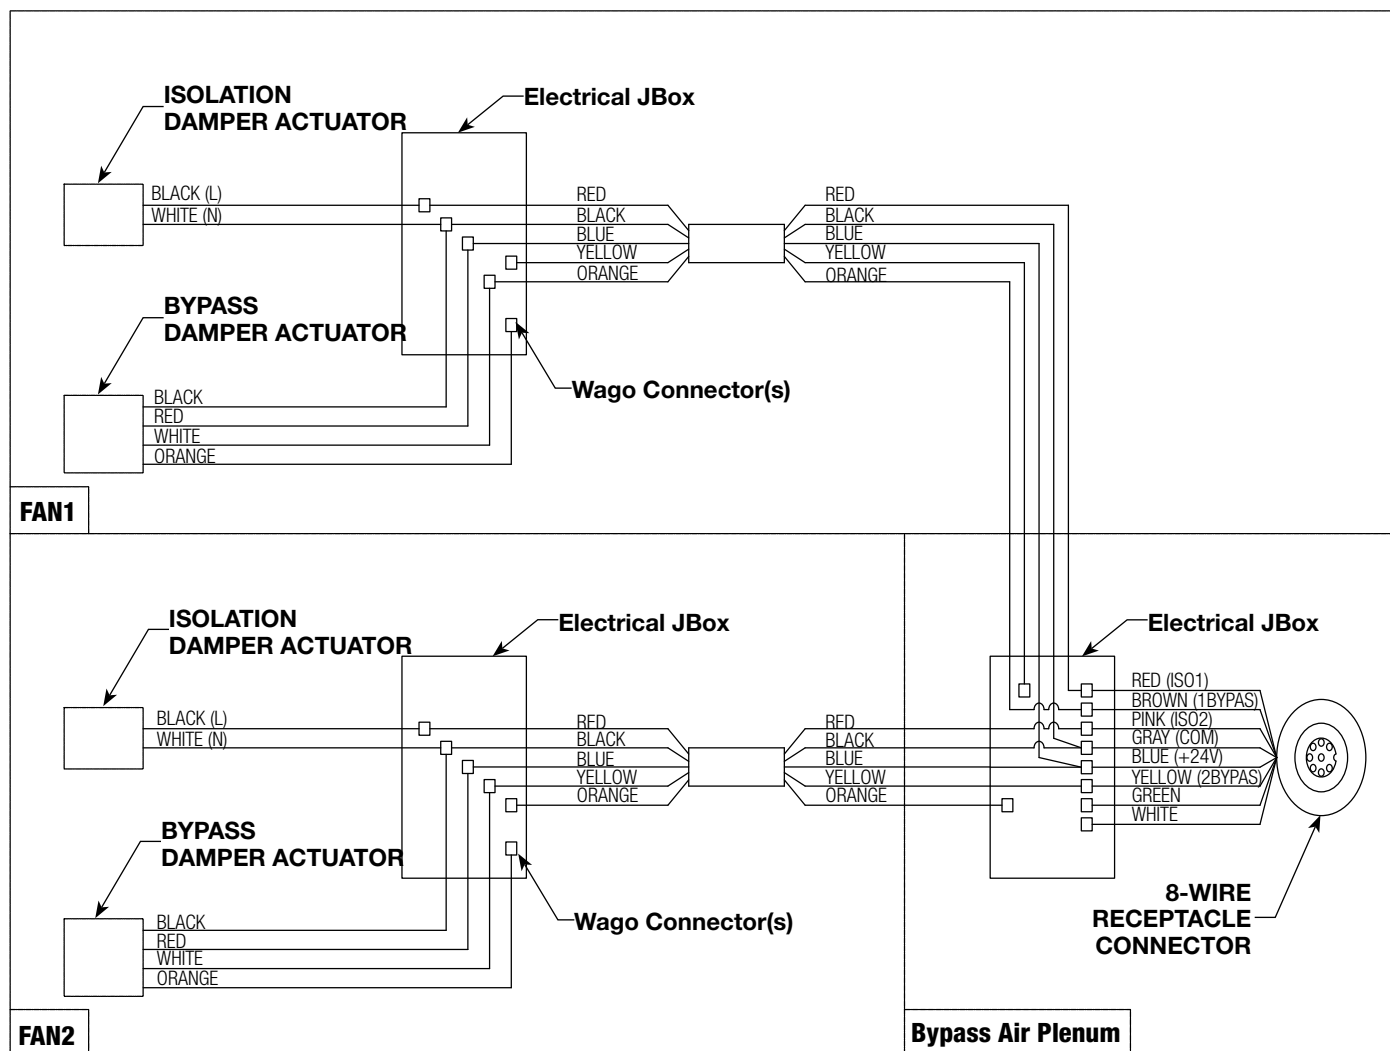 ISOLATION
DAMPER ACTUATOR
Electrical JBox
BLACK (L)
WHITE (N)
RED
BLACK
BLUE
YELLOW
ORANGE
RED
BLACK
BLUE
YELLOW
ORANGE
BYPASS
DAMPER ACTUATOR
Wago Connector(s)
BLACK
RED
WHITE
ORANGE
FAN1
ISOLATION
DAMPER ACTUATOR
Electrical JBox
BLACK (L)
WHITE (N)
RED
BLACK
BLUE
YELLOW
ORANGE
RED
BLACK
BLUE
YELLOW
ORANGE
BYPASS
DAMPER ACTUATOR
Wago Connector(s)
BLACK
RED
WHITE
ORANGE
FAN2
Electrical JBox
RED (ISO1)
BROWN (1BYPAS)
PINK (ISO2)
GRAY (COM)
BLUE (+24V)
YELLOW (2BYPAS)
GREEN
WHITE
8-WIRE
RECEPTACLE
CONNECTOR
Bypass Air Plenum